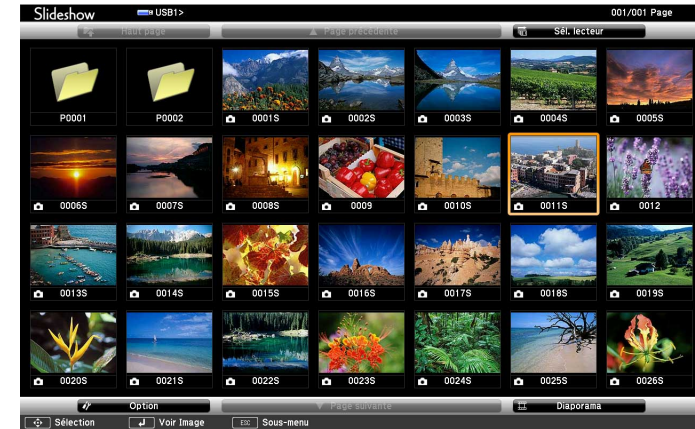 Slideshow USB1> 001/001 Page
Haut page Page précédente Sél. lecteur
P0001 P0002 0001S 0002S 0003S 0004S 0005S
0006S 0007S 0008S 0009 0010S 0011S 0012
0013S 0014S 0015S 0016S 0017S 0018S 0019S
0020S 0021S 0022S 0023S 0024S 0025S 0026S
Option Page suivante Diaporama
Sélection Voir Image ESC Sous-menu